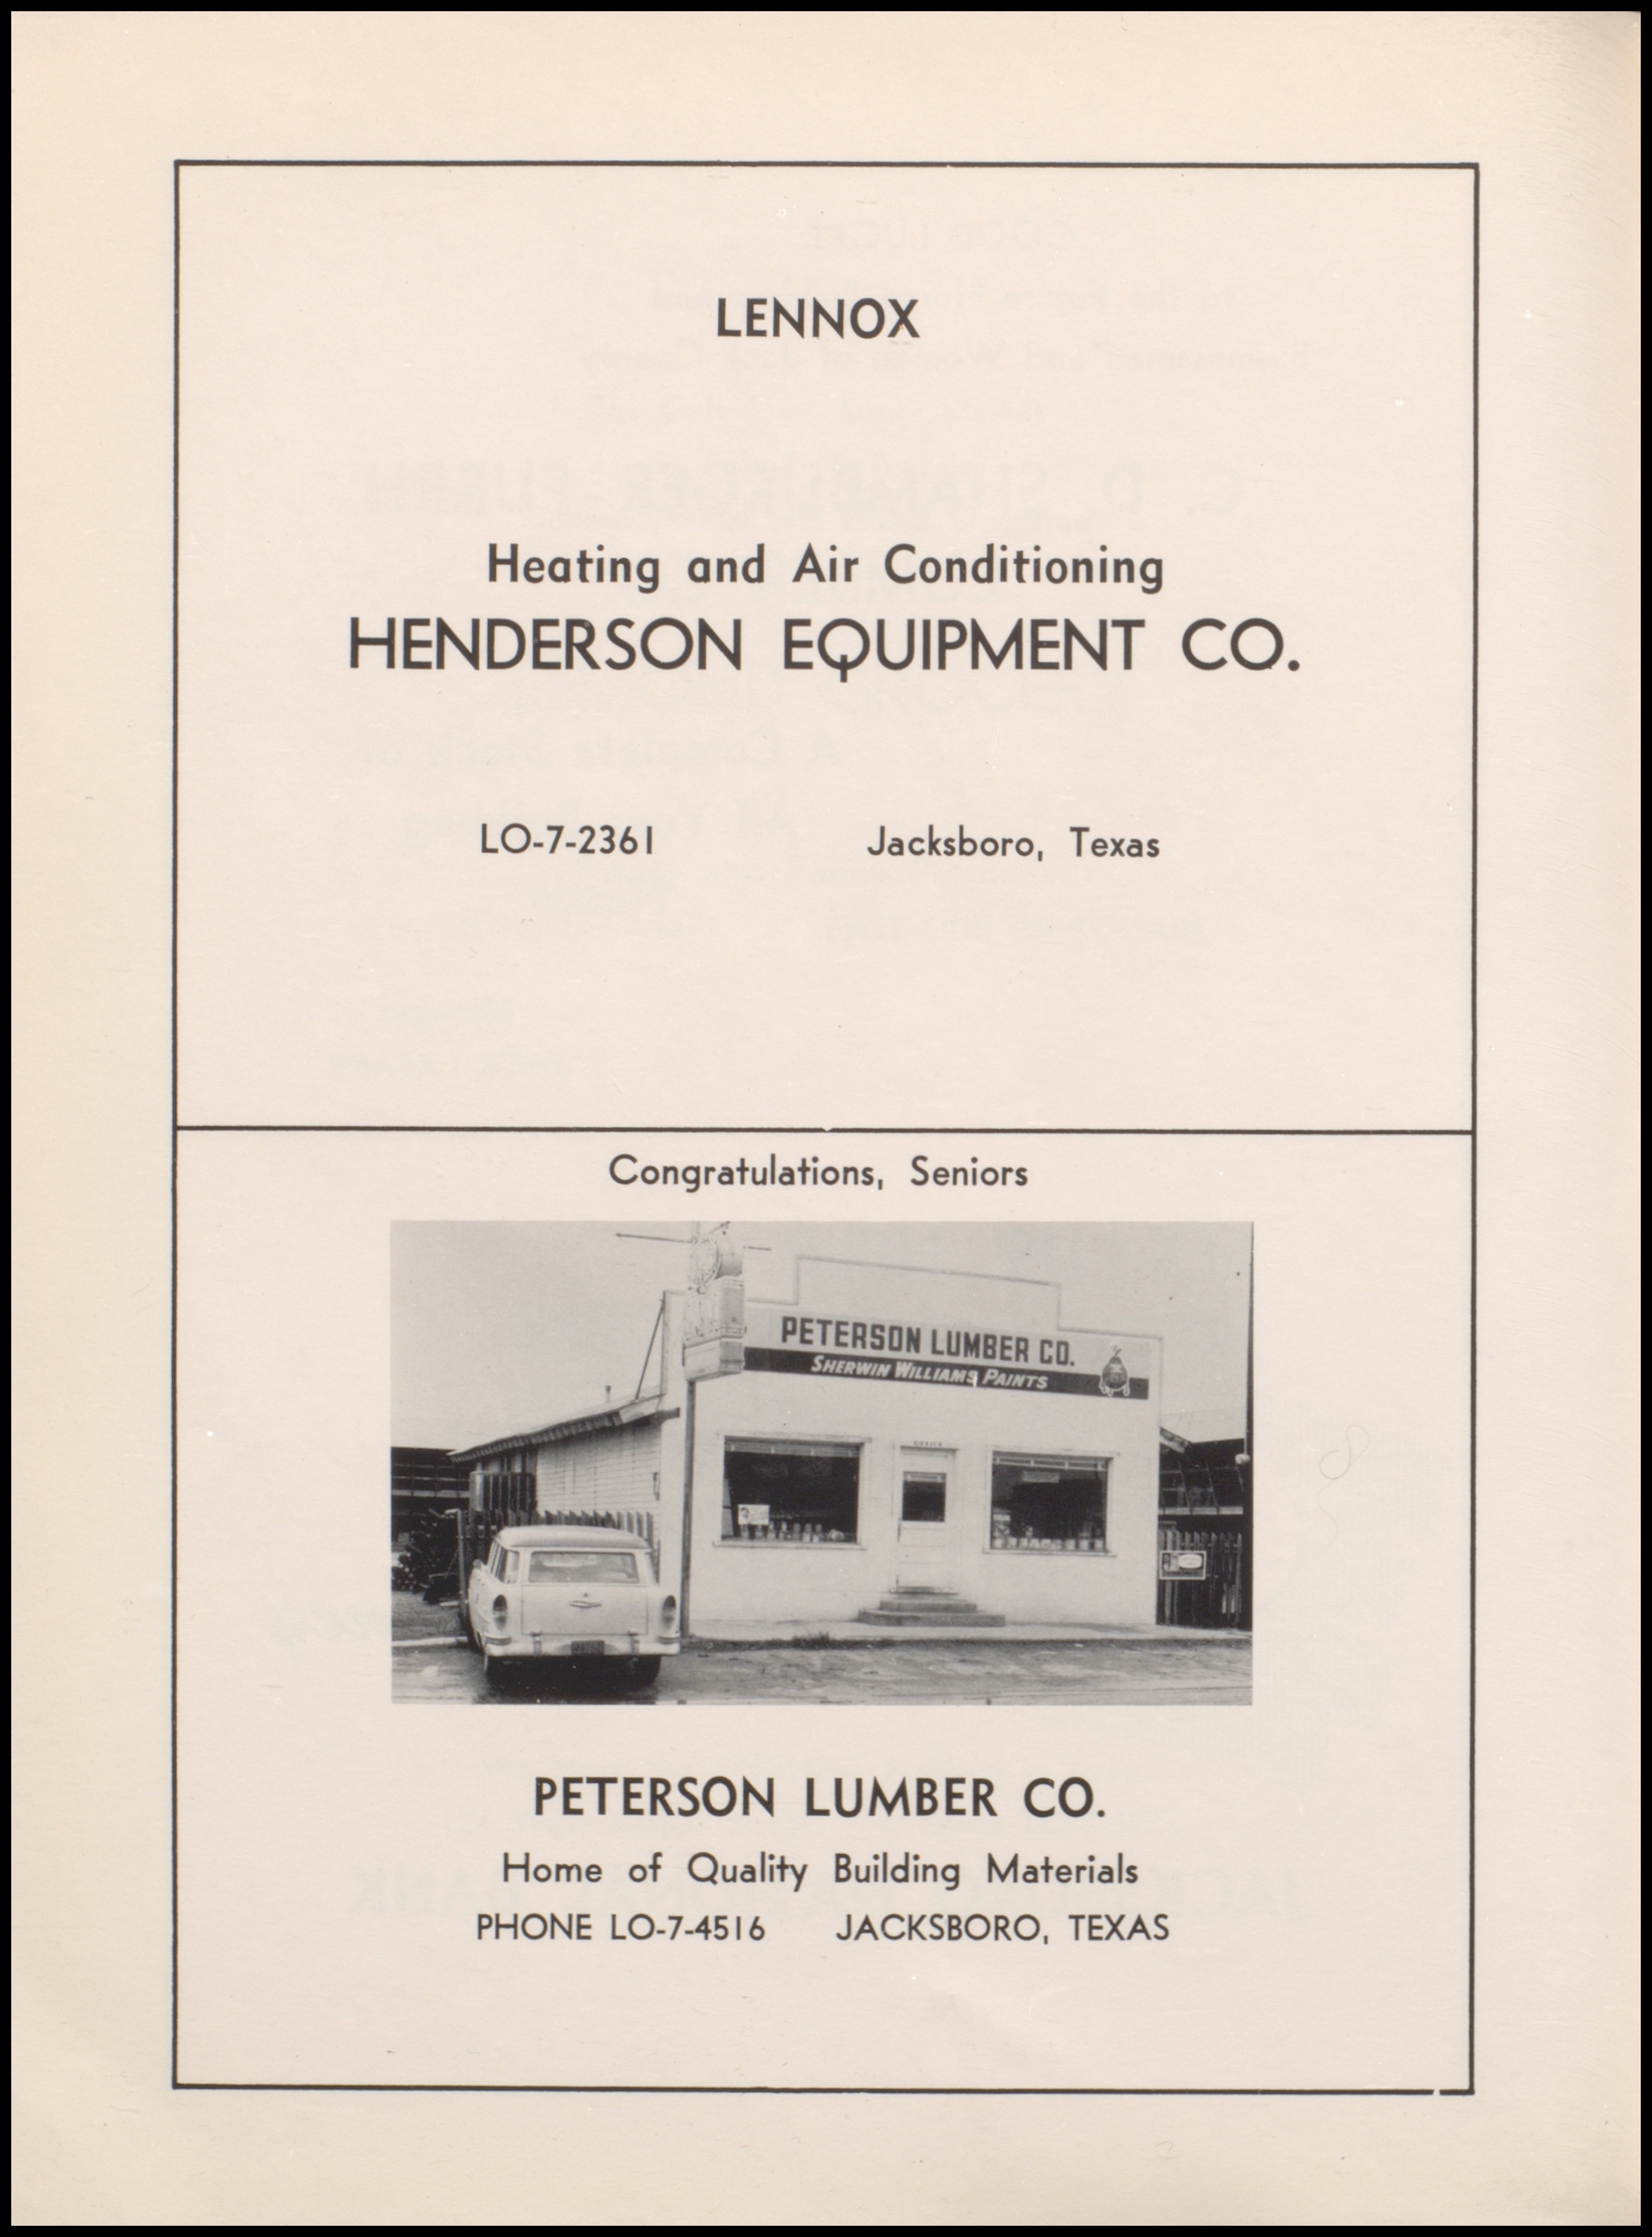 LENNOX
Heating and Air Conditioning
HENDERSON EQUIPMENT CO.
LO-7-2361 Jacksboro, Texas
Congratulations, Seniors
PETERSON LUMBER CO.
SHERWIN WILLIAMS PAINTS
OFFICE
PETERSON LUMBER CO.
Home of Quality Building Materials
PHONE LO-7-4516 JACKSBORO, TEXAS